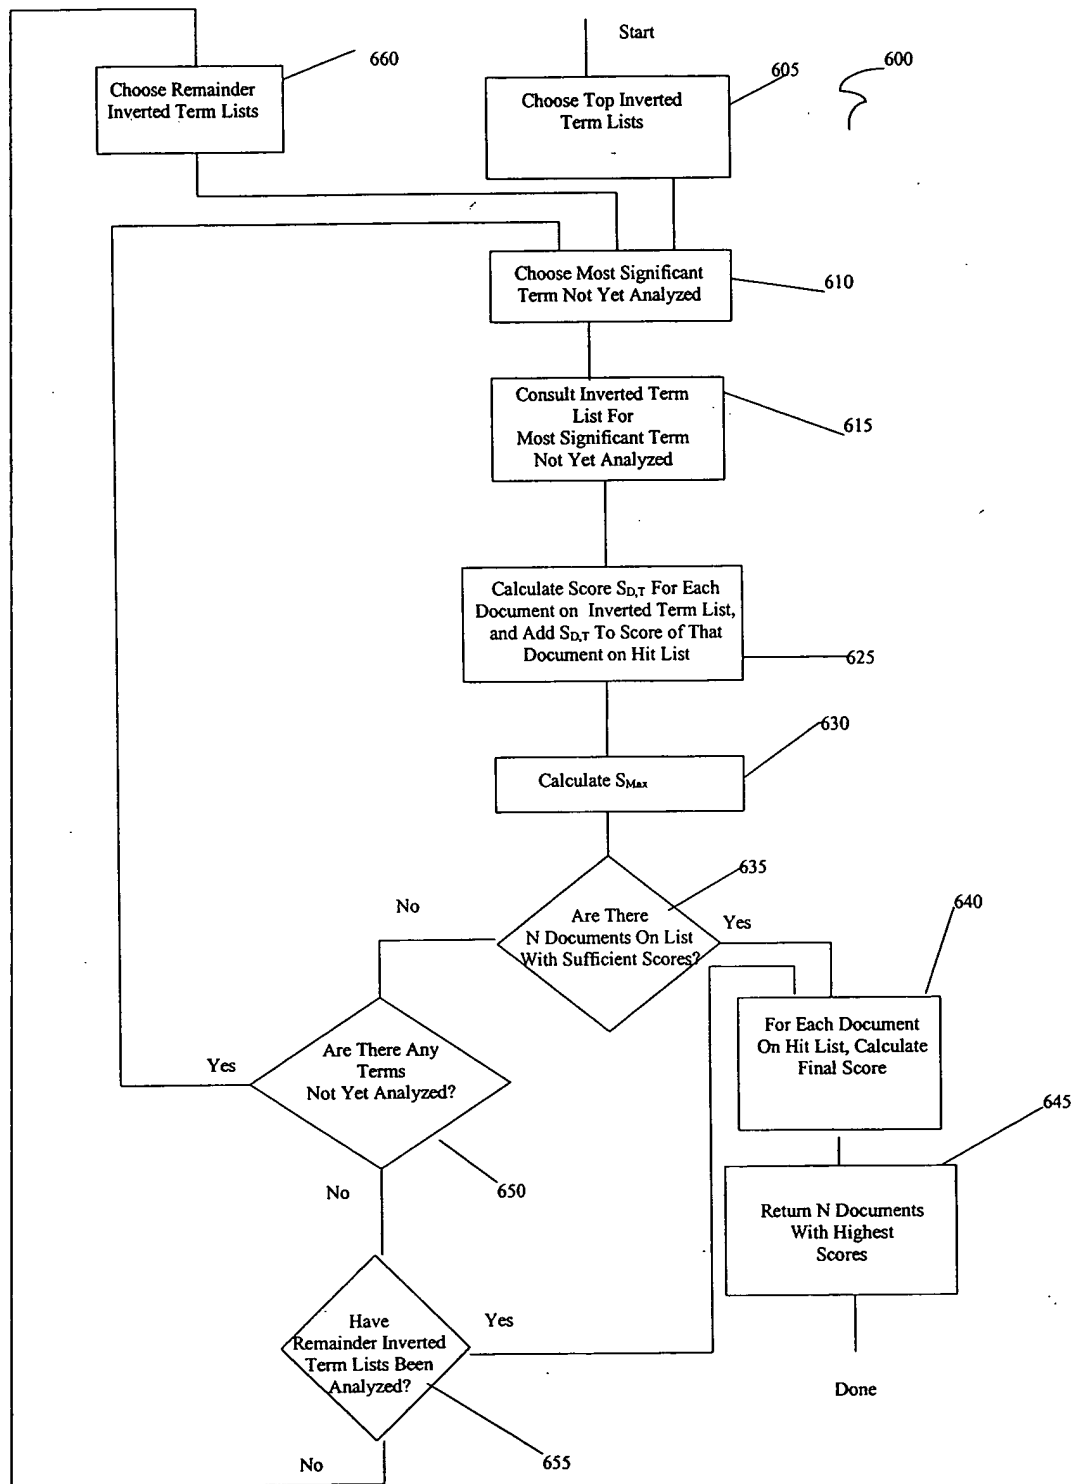 Start
660
605
600
Choose Remainder
Inverted Term Lists
Choose Top Inverted
Term Lists
Choose Most Significant
Term Not Yet Analyzed
610
Consult Inverted Term
List For
Most Significant Term
Not Yet Analyzed
615
Calculate Score S_D,T For Each
Document on Inverted Term List,
and Add S_D,T To Score of That
Document on Hit List
625
630
Calculate S_Max
635
No
Are There
N Documents On List
With Sufficient Scores?
Yes
640
For Each Document
On Hit List, Calculate
Final Score
Yes
Are There Any
Terms
Not Yet Analyzed?
645
No
650
Return N Documents
With Highest
Scores
Have
Remainder Inverted
Term Lists Been
Analyzed?
Yes
Done
No
655